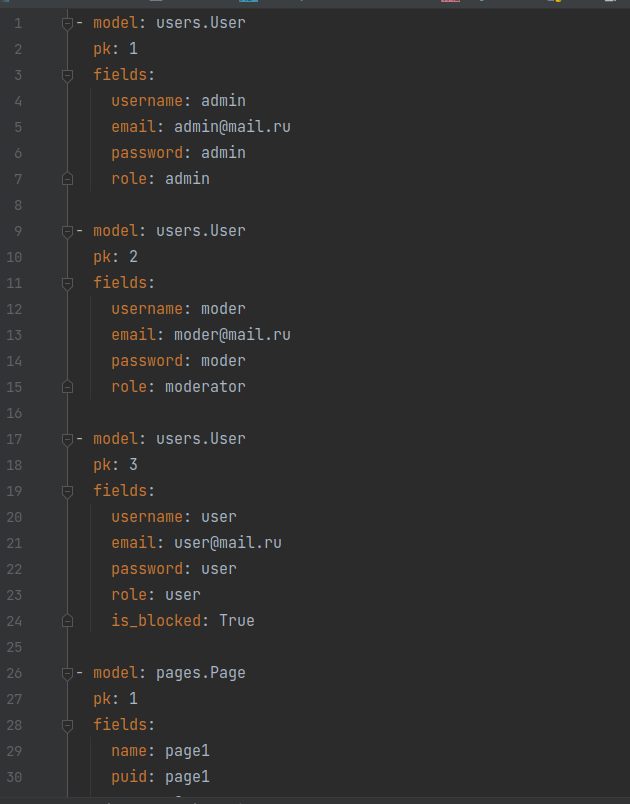 1 - model: users.User
2 pk: 1
3 fields:
4 username: admin
5 email: admin@mail.ru
6 password: admin
7 role: admin
8
9 - model: users.User
10 pk: 2
11 fields:
12 username: moder
13 email: moder@mail.ru
14 password: moder
15 role: moderator
16
17 - model: users.User
18 pk: 3
19 fields:
20 username: user
21 email: user@mail.ru
22 password: user
23 role: user
24 is_blocked: True
25
26 - model: pages.Page
27 pk: 1
28 fields:
29 name: page1
30 puid: page1